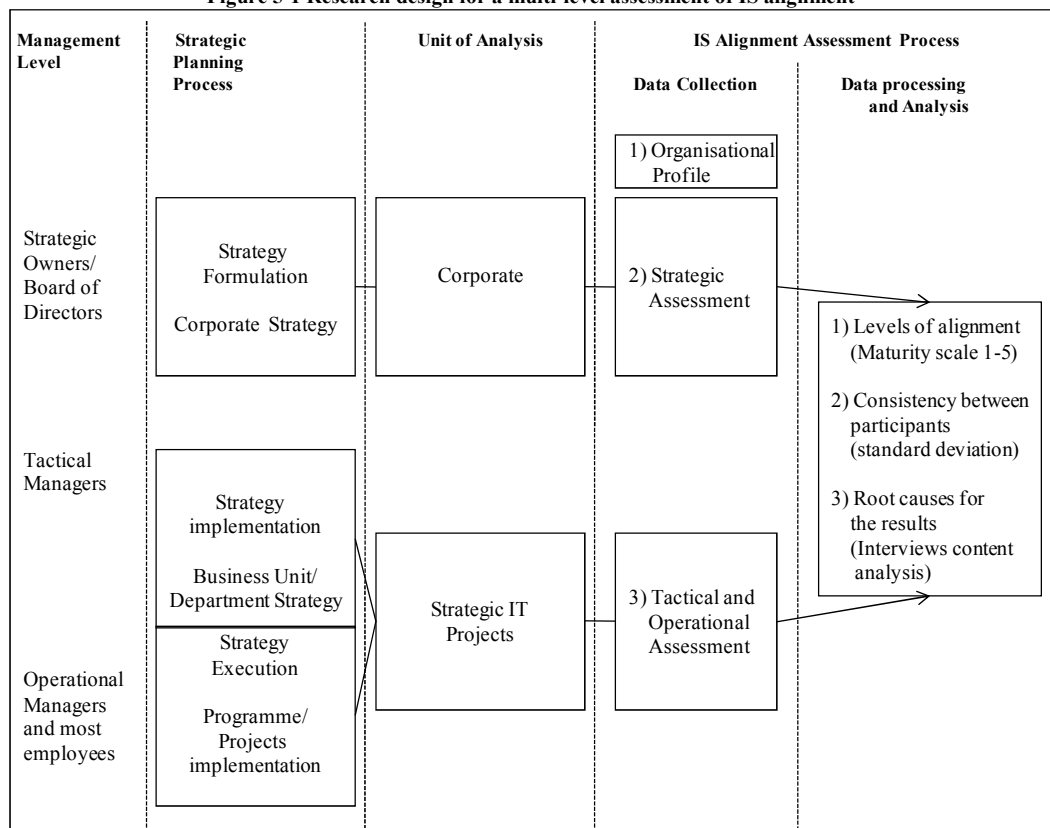 Figure 3-1 Research design for a multi-level assessment of IS alignment
Management
Level
Strategic
Planning
Process
Unit of Analysis
IS Alignment Assessment Process
Data Collection
Data processing
and Analysis
1) Organisational
Profile
Strategic
Owners/
Board of
Directors
Strategy
Formulation
Corporate Strategy
Corporate
2) Strategic
Assessment
1) Levels of alignment
(Maturity scale 1-5)
2) Consistency between
participants
(standard deviation)
3) Root causes for
the results
(Interviews content
analysis)
Tactical
Managers
Strategy
implementation
Business Unit/
Department Strategy
Strategic IT
Projects
3) Tactical and
Operational
Assessment
Operational
Managers
and most
employees
Strategy
Execution
Programme/
Projects
implementation